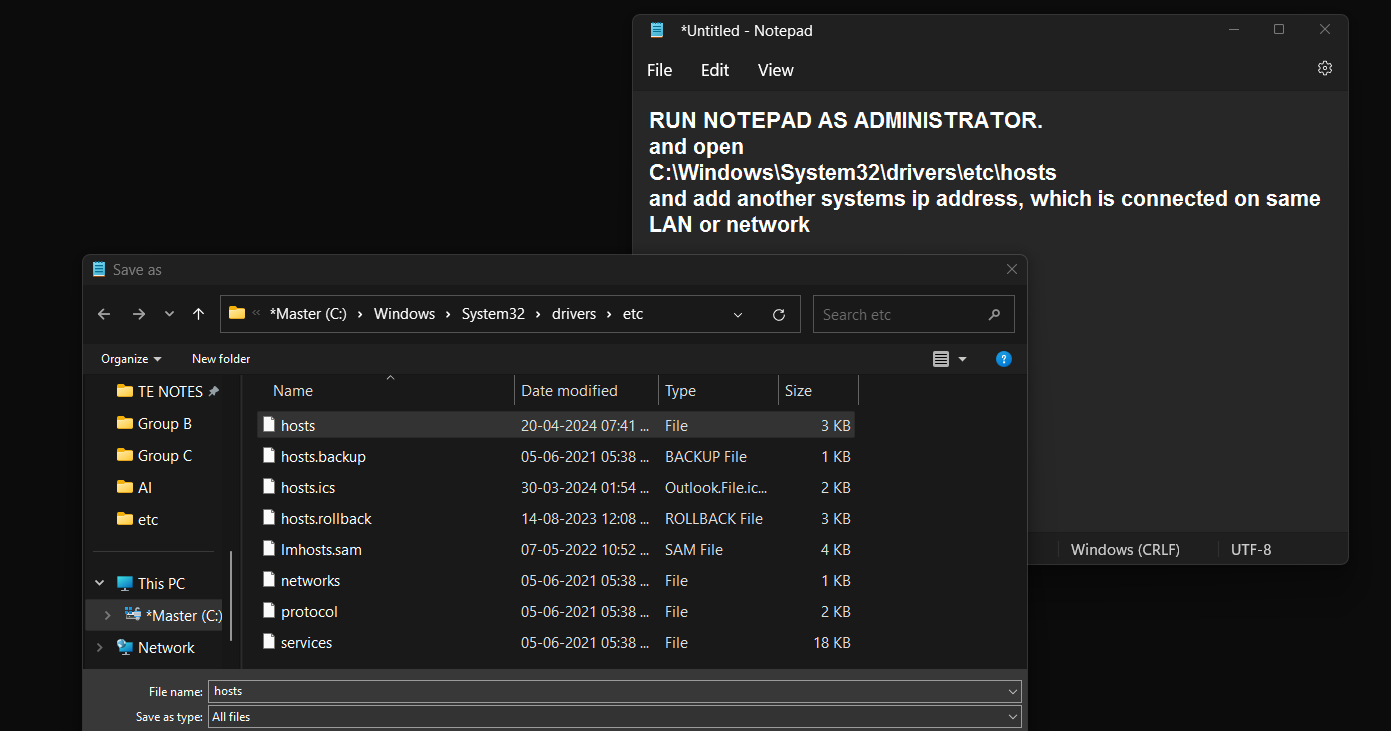 *Untitled - Notepad
File Edit View
RUN NOTEPAD AS ADMINISTRATOR.
and open
C:\Windows\System32\drivers\etc\hosts
and add another systems ip address, which is connected on same
LAN or network
Windows (CRLF) UTF-8
Save as
*Master (C:) Windows System32 drivers etc
Search etc
Organize New folder
TE NOTES
Group B
Group C
AI
etc
This PC
*Master (C:)
Network
Name Date modified Type Size
hosts 20-04-2024 07:41 ... File 3 KB
hosts.backup 05-06-2021 05:38 ... BACKUP File 1 KB
hosts.ics 30-03-2024 01:54 ... Outlook.File.ic... 2 KB
hosts.rollback 14-08-2023 12:08 ... ROLLBACK File 3 KB
lmhosts.sam 07-05-2022 10:52 ... SAM File 4 KB
networks 05-06-2021 05:38 ... File 1 KB
protocol 05-06-2021 05:38 ... File 2 KB
services 05-06-2021 05:38 ... File 18 KB
File name: hosts
Save as type: All files